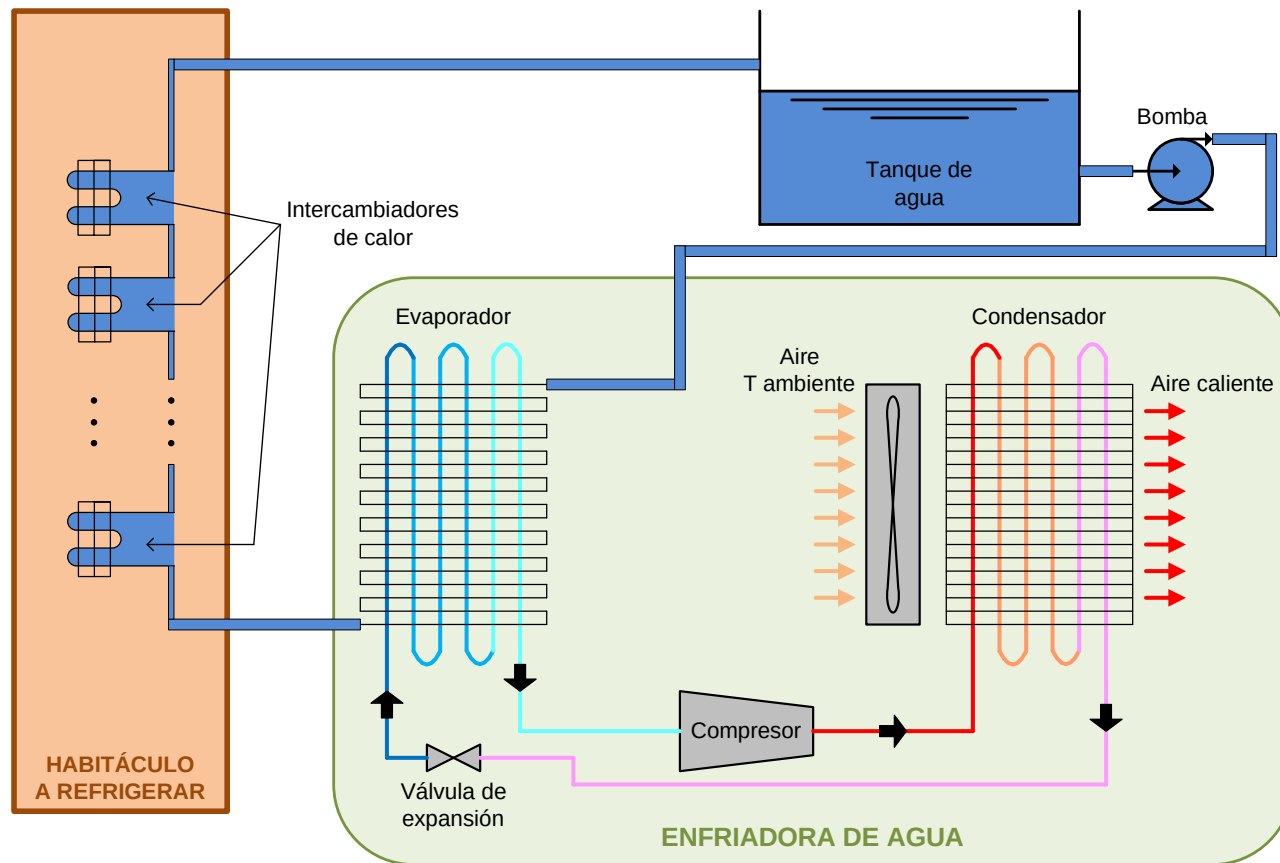 Bomba
Tanque de
agua
Intercambiadores
de calor
Evaporador
Condensador
Aire
T ambiente
Aire caliente
Compresor
Válvula de
expansión
HABITÁCULO
A REFRIGERAR
ENFRIADORA DE AGUA